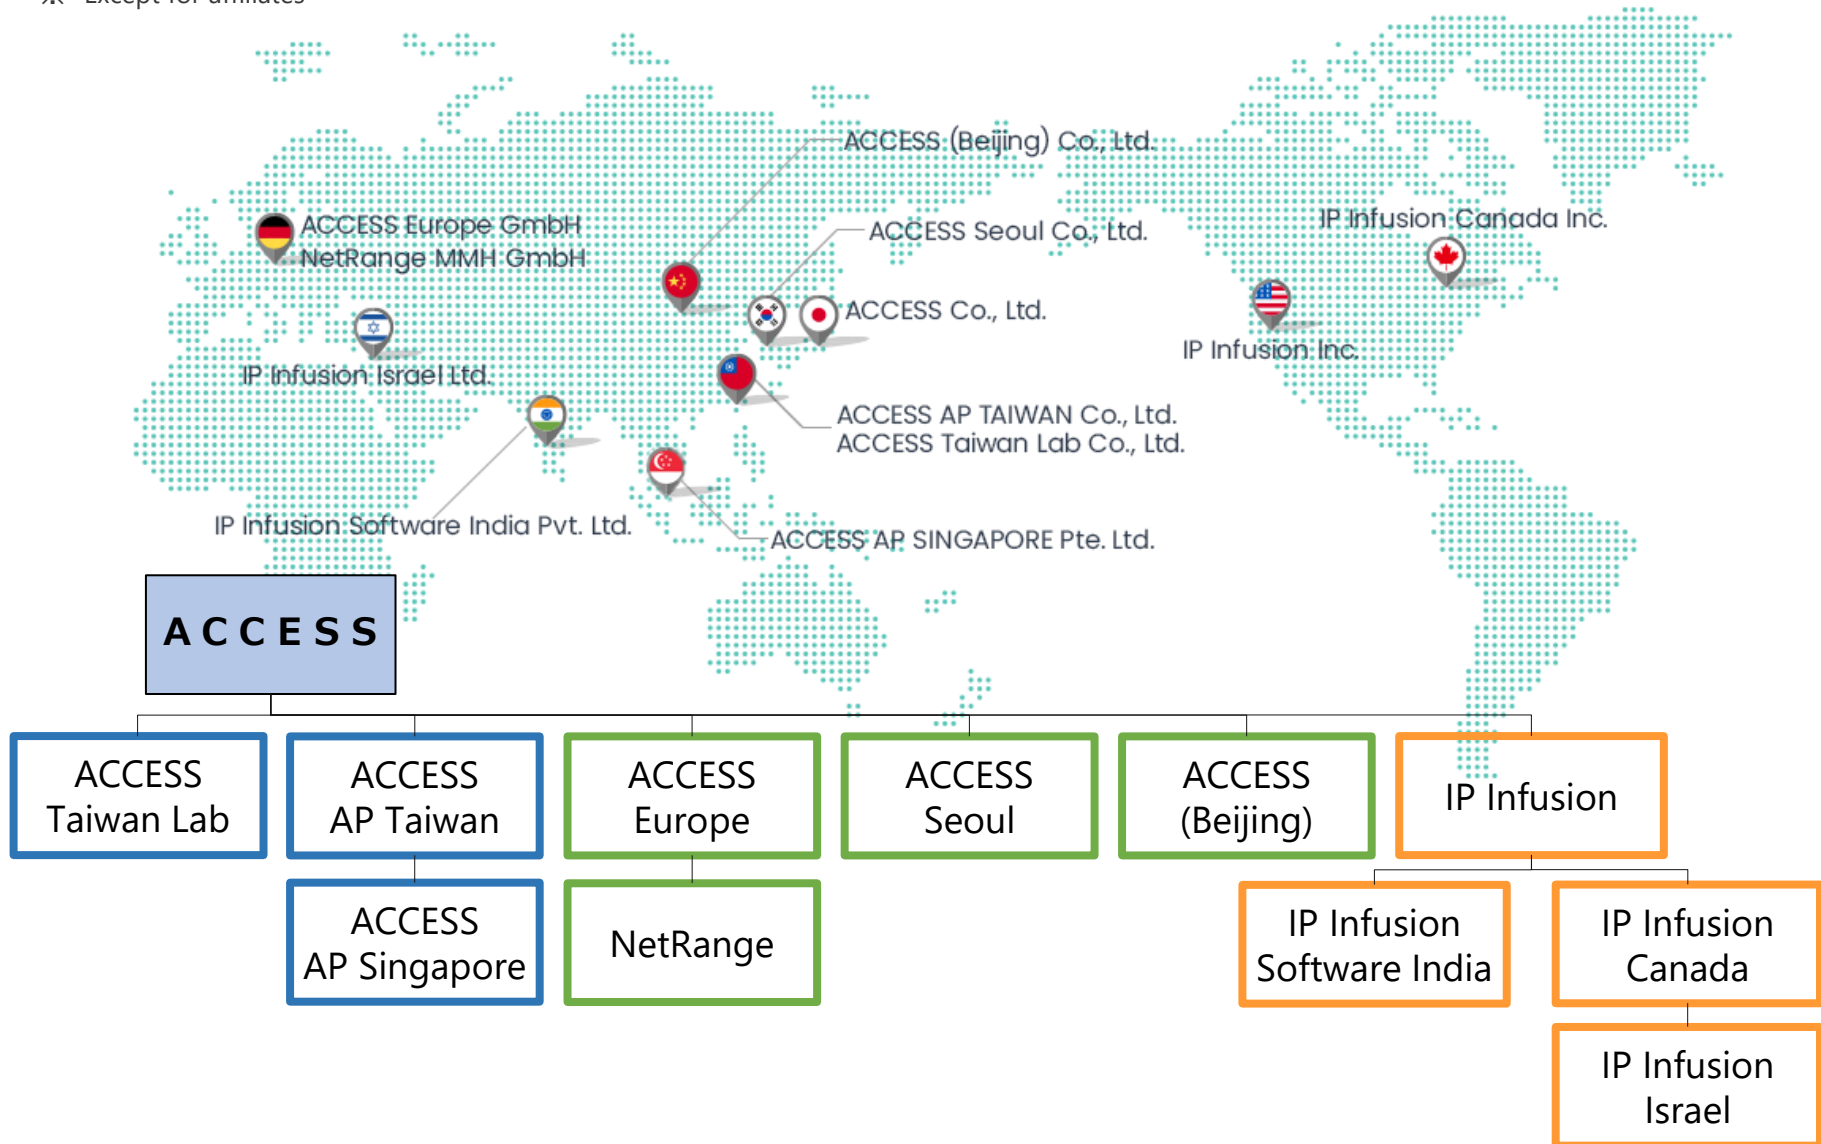 ※ Except for affiliates
ACCESS (Beijing) Co., Ltd.
ACCESS Europe GmbH
NetRange MMH GmbH
ACCESS Seoul Co., Ltd.
IP Infusion Canada Inc.
ACCESS Co., Ltd.
IP Infusion Inc.
IP Infusion Israel Ltd.
ACCESS AP TAIWAN Co., Ltd.
ACCESS Taiwan Lab Co., Ltd.
IP Infusion Software India Pvt. Ltd.
ACCESS AP SINGAPORE Pte. Ltd.
ACCESS
ACCESS
Taiwan Lab
ACCESS
AP Taiwan
ACCESS
Europe
ACCESS
Seoul
ACCESS
(Beijing)
IP Infusion
ACCESS
AP Singapore
NetRange
IP Infusion
Software India
IP Infusion
Canada
IP Infusion
Israel